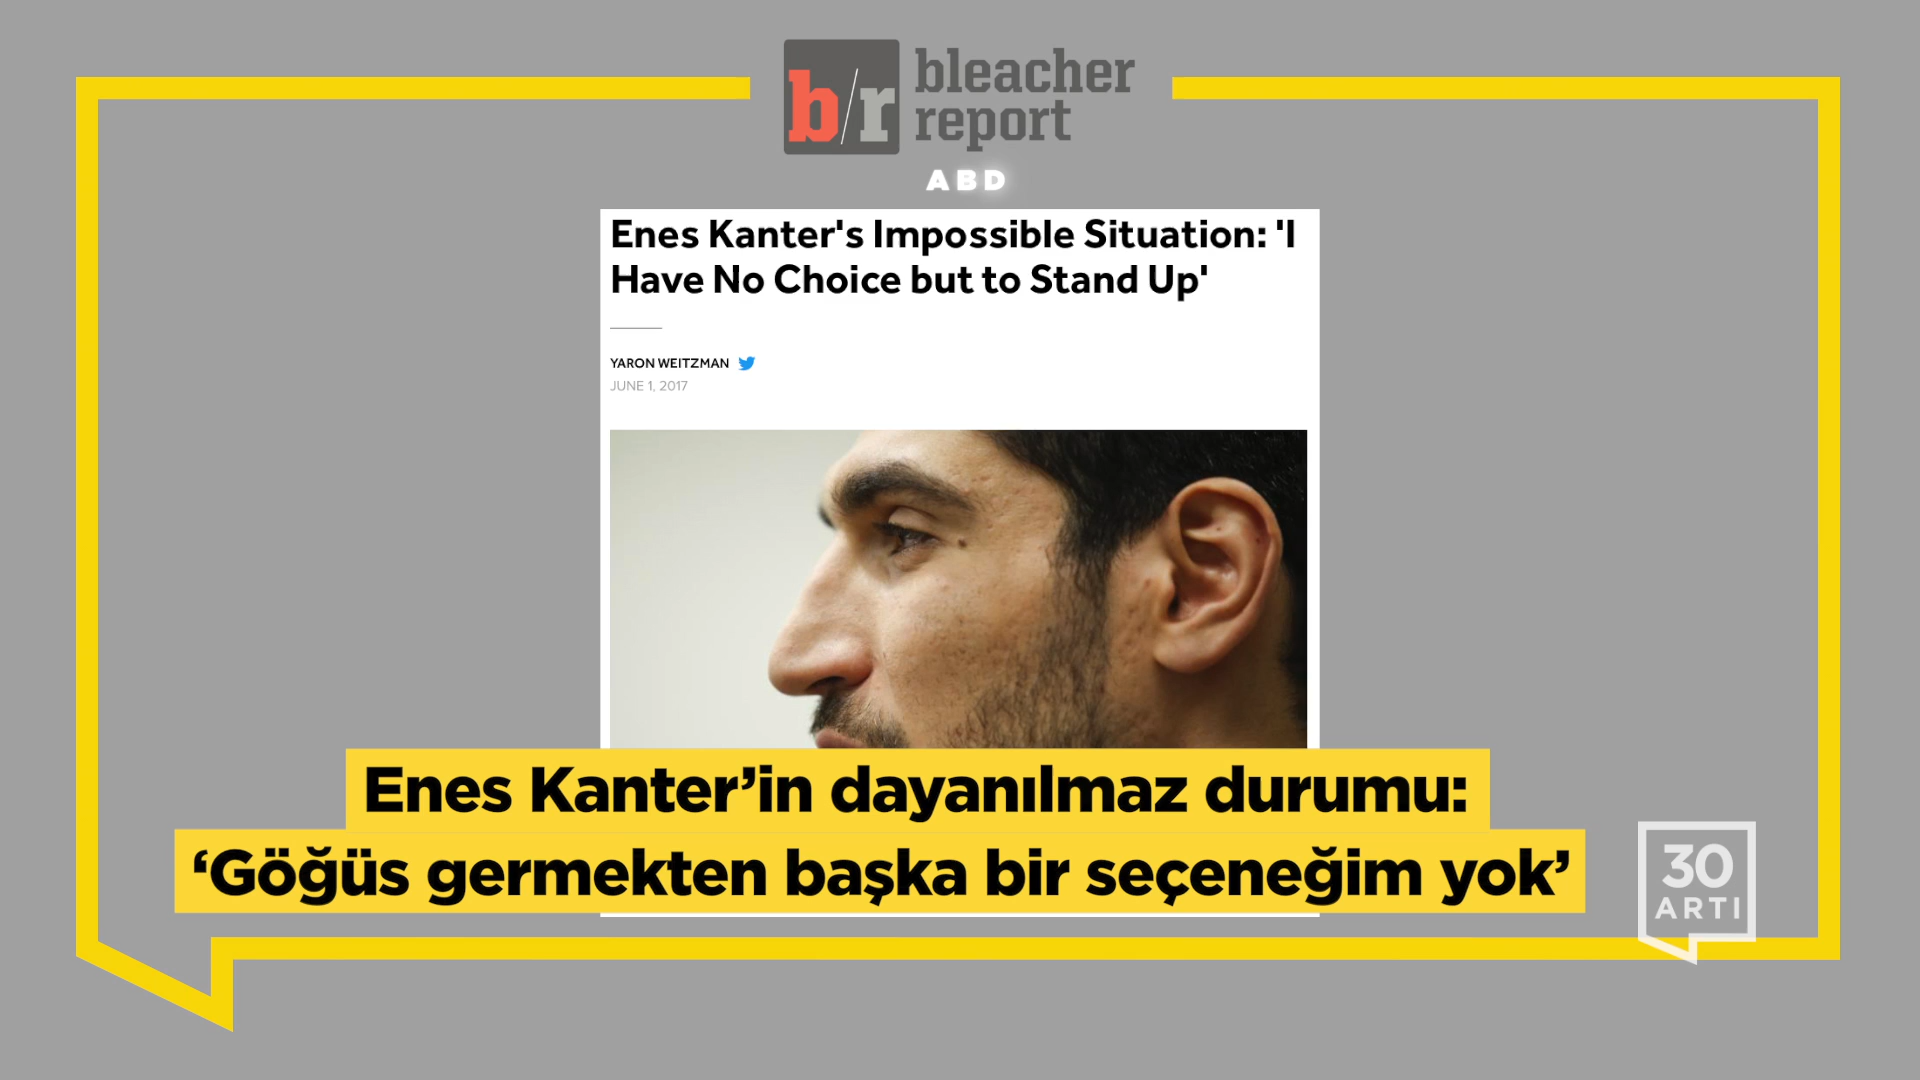 b/r
bleacher
report
ABD
Enes Kanter's Impossible Situation: 'I
Have No Choice but to Stand Up'
YARON WEITZMAN
JUNE 1, 2017
Enes Kanter’in dayanılmaz durumu:
‘Göğüs germekten başka bir seçeneğim yok’
30
ARTI